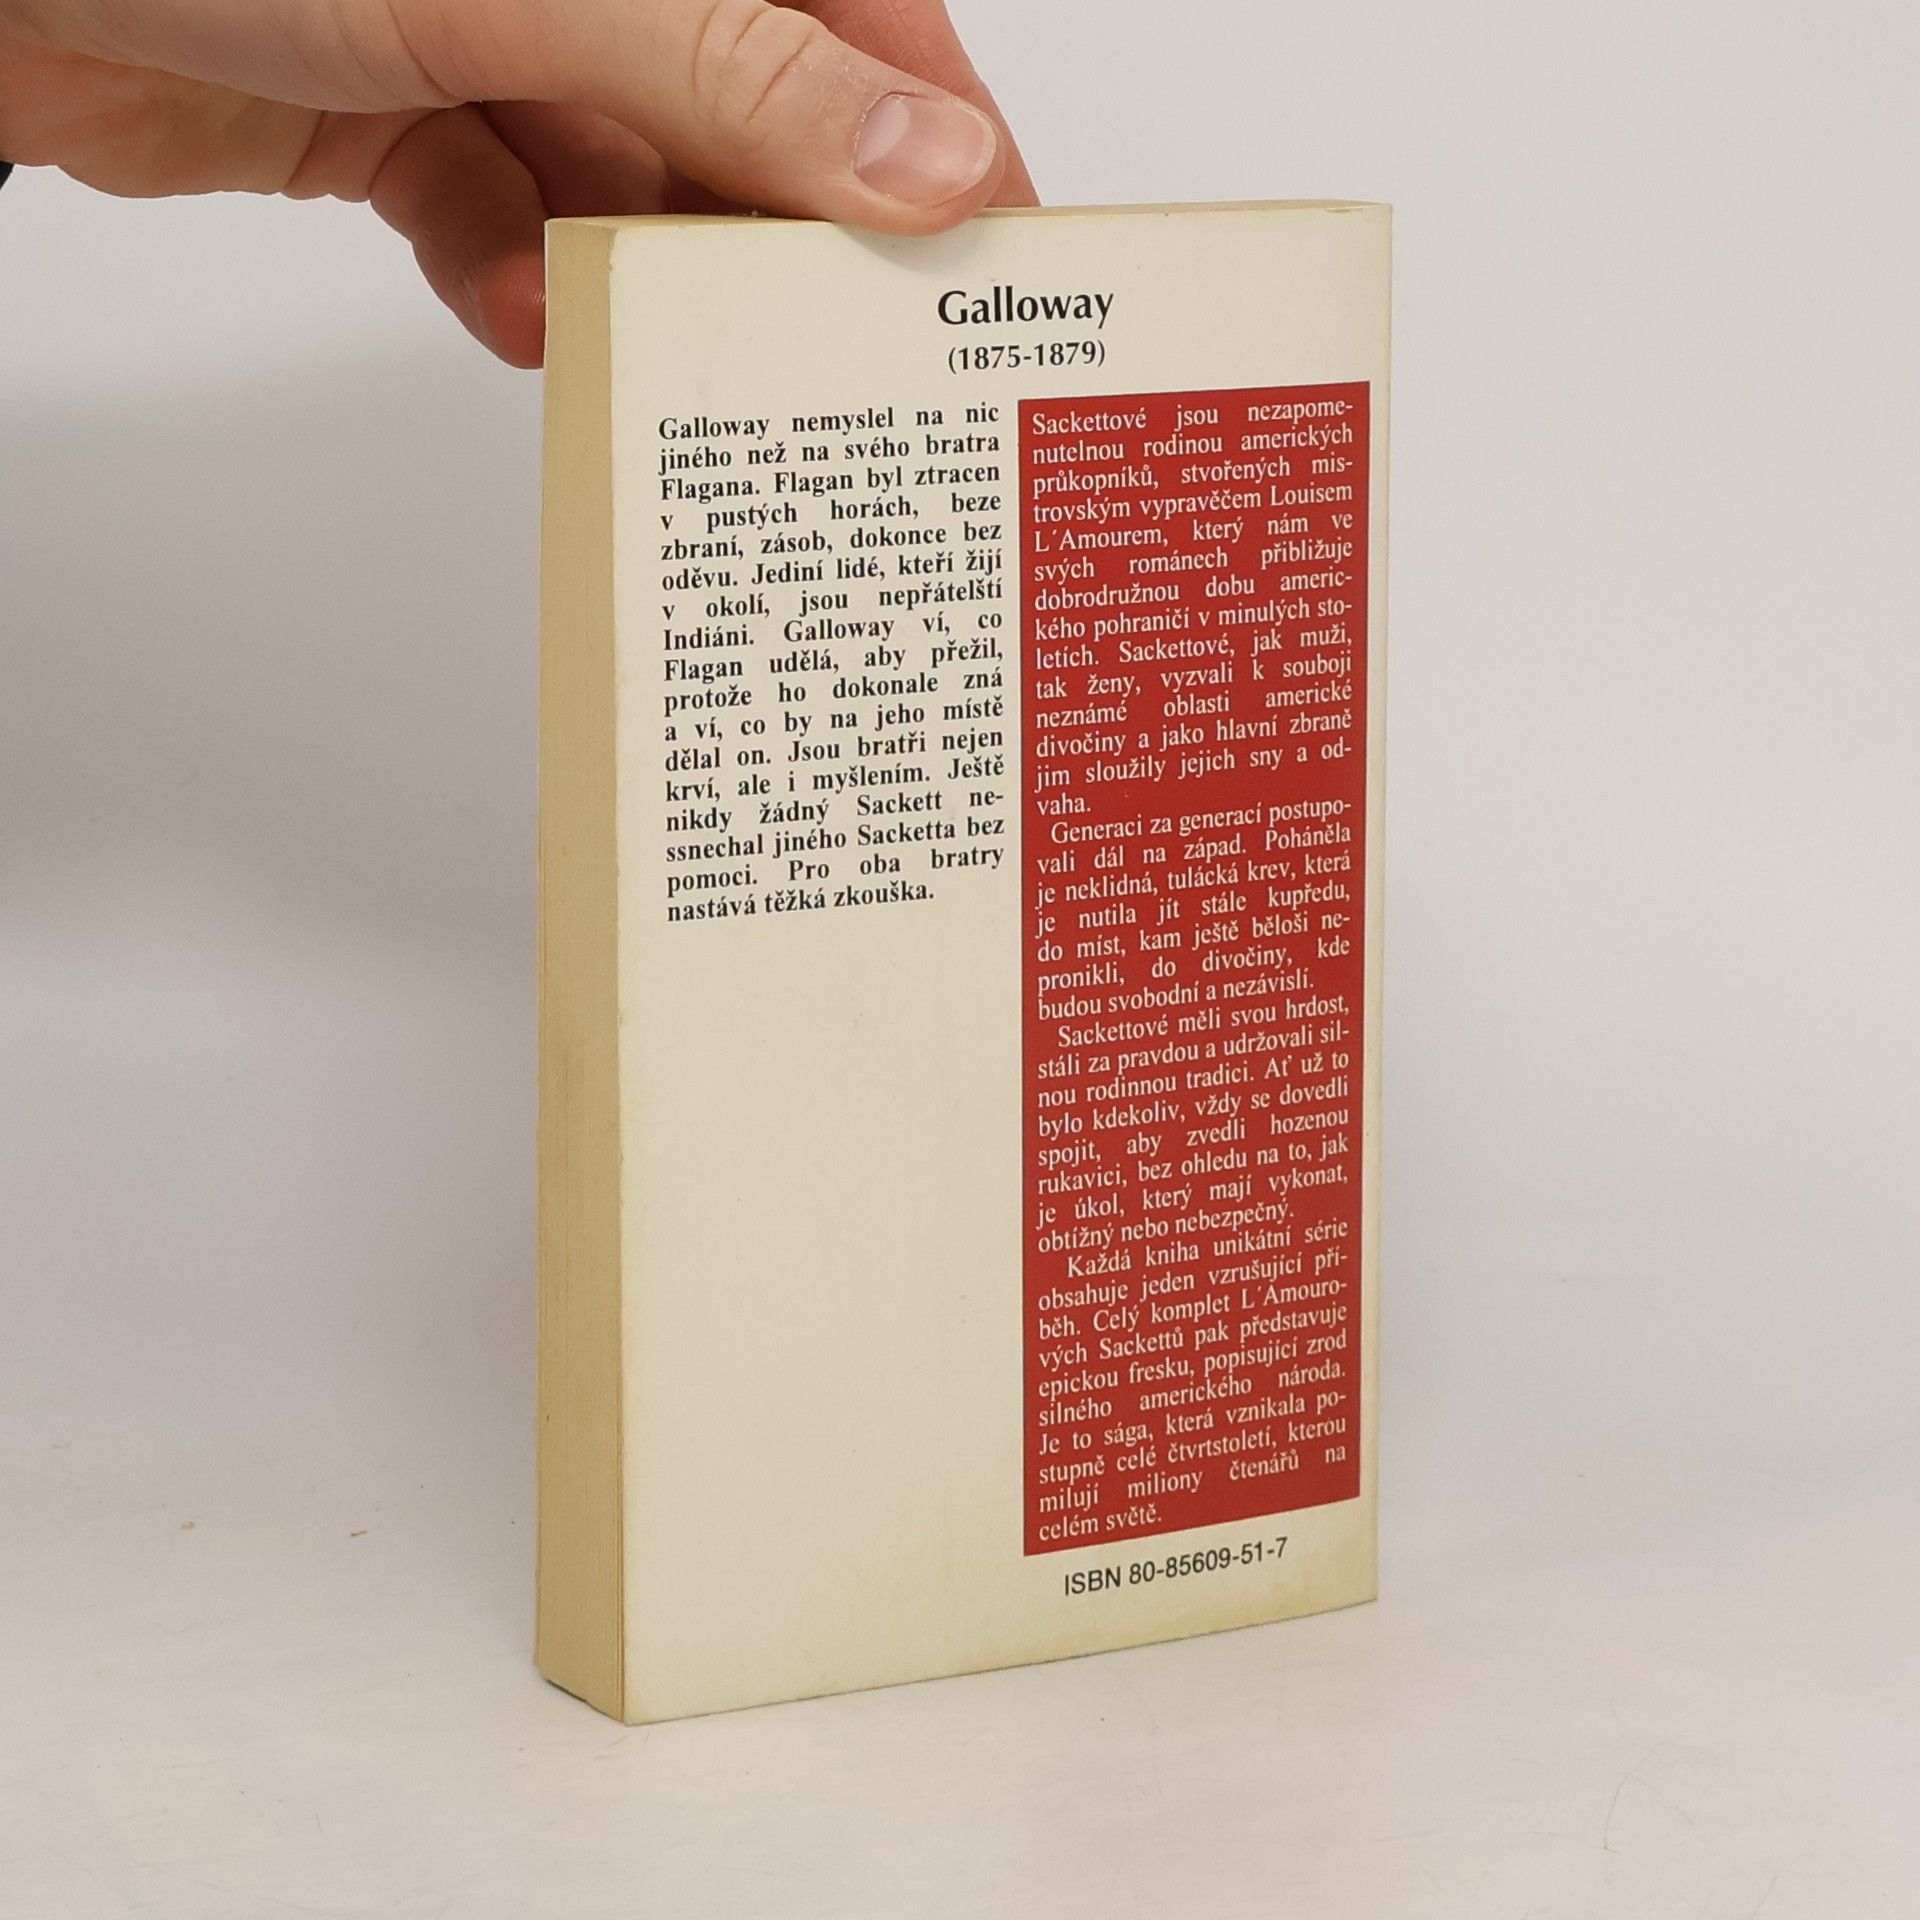 Galloway
(1875-1879)
Galloway nemyslel na nic
jiného než na svého bratra
Flagana. Flagan byl ztracen
v pustých horách, beze
zbraní, zásob, dokonce bez
oděvu. Jediní lidé, kteří žijí
v okolí, jsou nepřátelští
Indiáni. Galloway ví, co
Flagan udělá, aby přežil,
protože ho dokonale zná
a ví, co by na jeho místě
dělal on. Jsou bratři nejen
krví, ale i myšlením. Ještě
nikdy žádný Sackett ne-
ssnechal jiného Sacketta bez
pomoci. Pro oba bratry
nastává těžká zkouška.
Sackettové jsou nezapome-
nutelnou rodinou amerických
průkopníků, stvořených mis-
trovským vypravěčem Louisem
L´Amourem, který nám ve
svých románech přibližuje
dobrodružnou dobu americ-
kého pohraničí v minulých sto-
letích. Sackettové, jak muži,
tak ženy, vyzvali k souboji
neznámé oblasti americké
divočiny a jako hlavní zbraně
jim sloužily jejich sny a od-
vaha.
Generaci za generací postupo-
vali dál na západ. Poháněla
je neklidná, tulácká krev, která
je nutila jít stále kupředu,
do míst, kam ještě běloši ne-
pronikli, do divočiny, kde
budou svobodní a nezávislí.
Sackettové měli svou hrdost,
stáli za pravdou a udržovali sil-
nou rodinnou tradici. Ať už to
bylo kdekoliv, vždy se dovedli
spojit, aby zvedli hozenou
rukavici, bez ohledu na to, jak
je úkol, který mají vykonat,
obtížný nebo nebezpečný.
Každá kniha unikátní série
obsahuje jeden vzrušující pří-
běh. Celý komplet L´Amouro-
vých Sackettů pak představuje
epickou fresku, popisující zrod
silného amerického národa.
Je to sága, která vznikala po-
stupně celé čtvrtstoletí, kterou
milují miliony čtenářů na
celém světě.
ISBN 80-85609-51-7